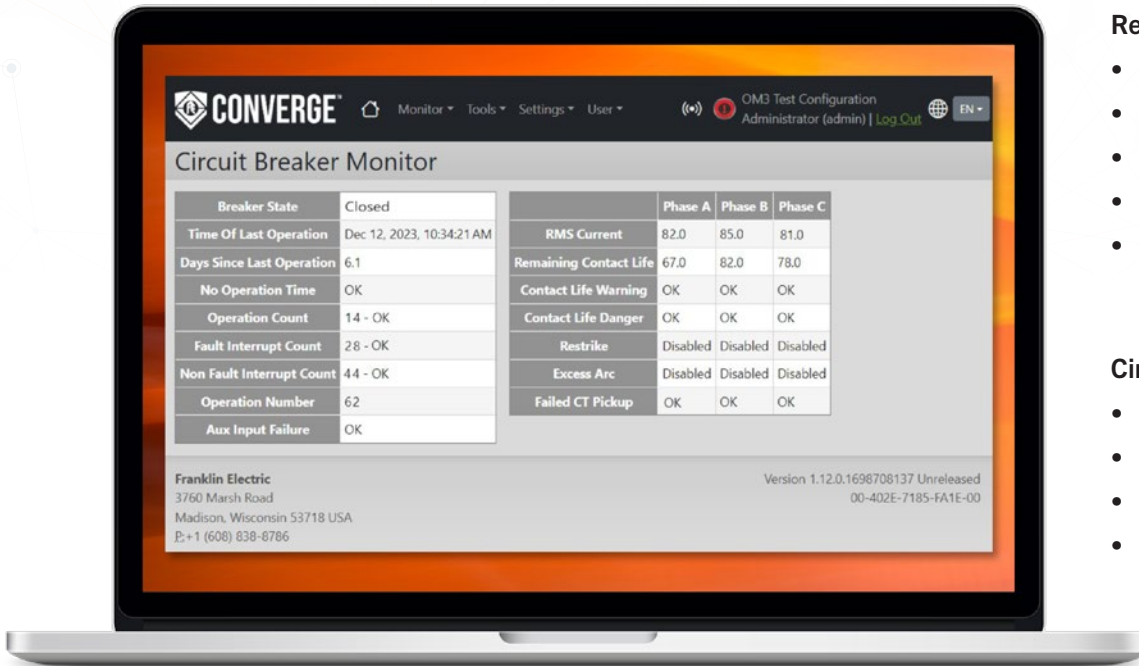 Re
CONVERGE™ Monitor Tools Settings User OM3 Test Configuration
Administrator (admin) | Log Out EN
Circuit Breaker Monitor
Breaker State Closed
Time Of Last Operation Dec 12, 2023, 10:34:21 AM
Days Since Last Operation 6.1
No Operation Time OK
Operation Count 14 - OK
Fault Interrupt Count 28 - OK
Non Fault Interrupt Count 44 - OK
Operation Number 62
Aux Input Failure OK
Phase A Phase B Phase C
RMS Current 82.0 85.0 81.0
Remaining Contact Life 67.0 82.0 78.0
Contact Life Warning OK OK OK
Contact Life Danger OK OK OK
Restrike Disabled Disabled Disabled
Excess Arc Disabled Disabled Disabled
Failed CT Pickup OK OK OK
Franklin Electric
3760 Marsh Road
Madison, Wisconsin 53718 USA
P:+1 (608) 838-8786
Version 1.12.0.1698708137 Unreleased
00-402E-7185-FA1E-00
Ci